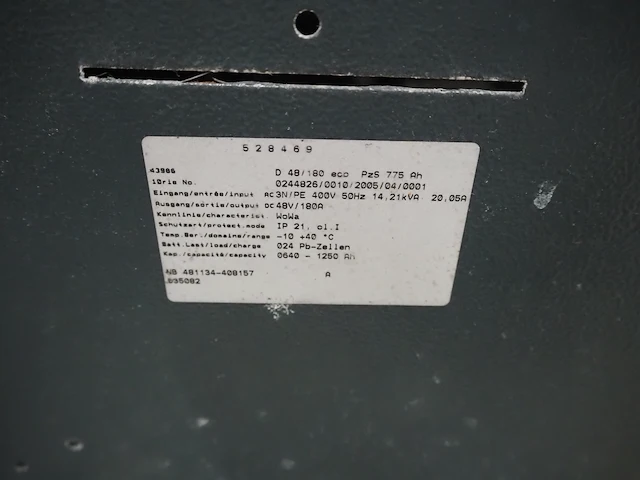 528469
43986 D 48/180 eco PzS 775 Ah
Serie No. 0244826/0010/2005/04/0001
Eingang/entrée/input AC 3N/PE 400V 50Hz 14,21kVA 20,05A
Ausgang/sortie/output DC 48V/180A
Kennlinie/characterist. WoWa
Schutzart/protect.mode IP 21, cl.I
Temp.Ber./domaine/range -10 +40 °C
Batt.Last/load/charge 024 Pb-Zellen
Kap./capacité/capacity 0640 - 1250 Ah
AB 481134-408157 A